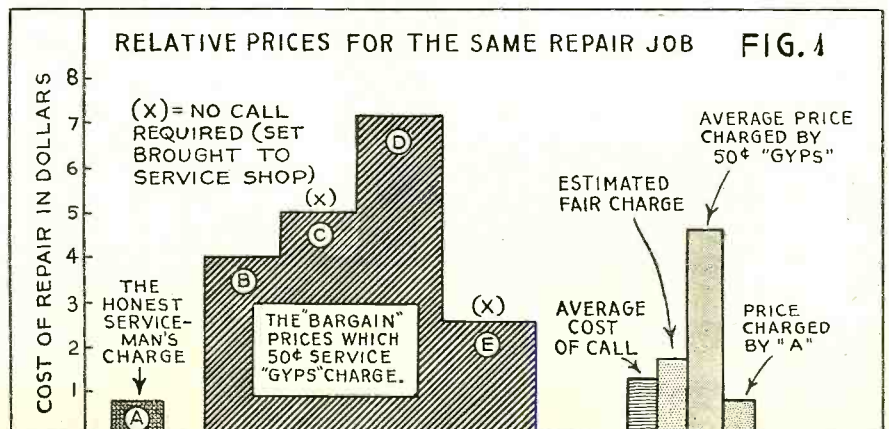 RELATIVE PRICES FOR THE SAME REPAIR JOB FIG. 1
COST OF REPAIR IN DOLLARS
8
7
6
5
4
3
2
1
(X) = NO CALL
REQUIRED (SET
BROUGHT TO
SERVICE SHOP)
THE
HONEST
SERVICE-
MAN'S
CHARGE
A
B
(X)
C
D
(X)
E
THE "BARGAIN"
PRICES WHICH
50¢ SERVICE
"GYPS" CHARGE.
AVERAGE
COST
OF CALL
ESTIMATED
FAIR CHARGE
AVERAGE PRICE
CHARGED BY
50¢ "GYPS"
PRICE
CHARGED
BY "A"